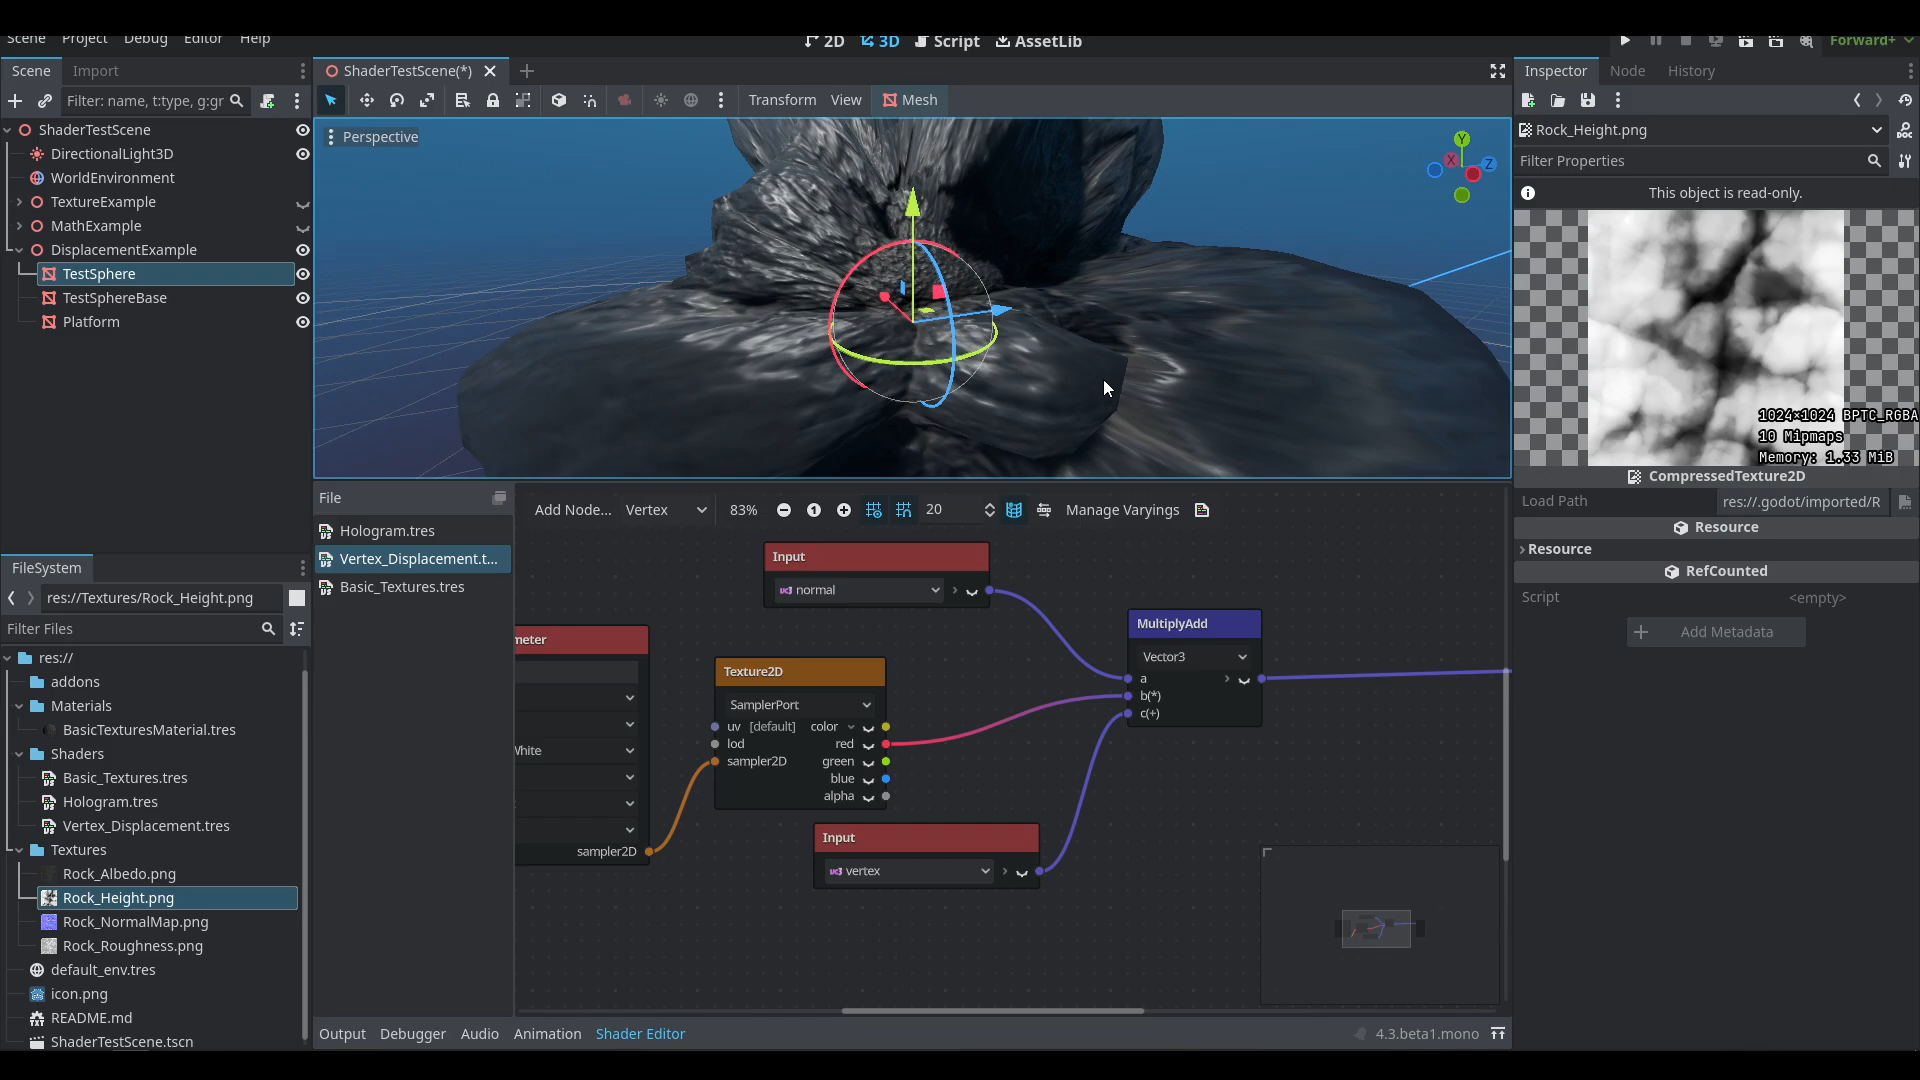 Scene Project Debug Editor Help
2D 3D Script AssetLib
Forward+
Scene Import
Filter: name, t:type, g:gr
ShaderTestScene
DirectionalLight3D
WorldEnvironment
TextureExample
MathExample
DisplacementExample
TestSphere
TestSphereBase
Platform
ShaderTestScene(*)
Transform View Mesh
Perspective
Y
X
Z
Inspector Node History
Rock_Height.png
Filter Properties
This object is read-only.
1024×1024 BPTC_RGBA
10 Mipmaps
Memory: 1.33 MiB
CompressedTexture2D
Load Path res://.godot/imported/R
Resource
Resource
RefCounted
Script <empty>
Add Metadata
FileSystem
res://Textures/Rock_Height.png
Filter Files
res://
addons
Materials
BasicTexturesMaterial.tres
Shaders
Basic_Textures.tres
Hologram.tres
Vertex_Displacement.tres
Textures
Rock_Albedo.png
Rock_Height.png
Rock_NormalMap.png
Rock_Roughness.png
default_env.tres
icon.png
README.md
ShaderTestScene.tscn
File
Hologram.tres
Vertex_Displacement.t...
Basic_Textures.tres
Add Node... Vertex 83% 1 20 Manage Varyings
Input
normal
meter
White
sampler2D
Texture2D
SamplerPort
uv [default] color
lod red
sampler2D green
blue
alpha
Input
vertex
MultiplyAdd
Vector3
a
b(*)
c(+)
Output Debugger Audio Animation Shader Editor
4.3.beta1.mono